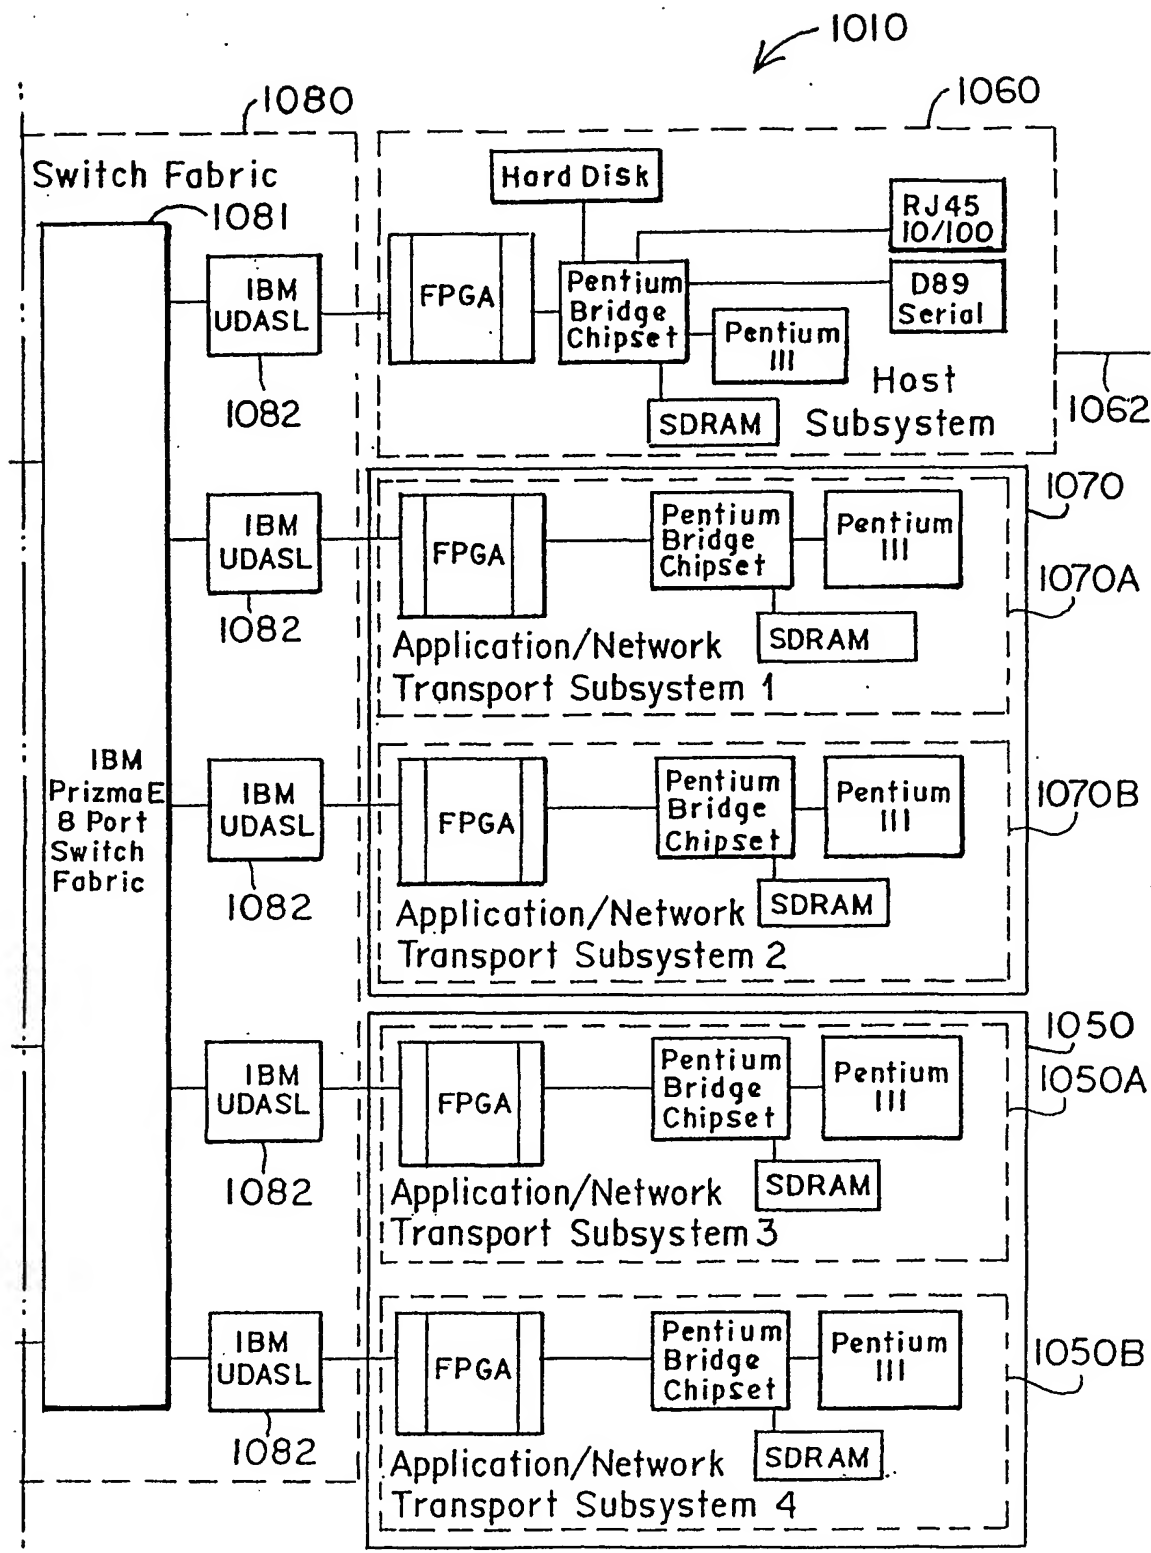 1010
1080
1060
Switch Fabric
1081
Hard Disk
RJ45
10/100
IBM
UDASL
FPGA
Pentium
Bridge
Chipset
D89
Serial
Pentium
III
1082
SDRAM
Host
Subsystem
1062
1070
IBM
UDASL
FPGA
Pentium
Bridge
Chipset
Pentium
III
1070A
1082
SDRAM
Application/Network
Transport Subsystem 1
IBM
PrizmaE
8 Port
Switch
Fabric
IBM
UDASL
FPGA
Pentium
Bridge
Chipset
Pentium
III
1070B
1082
SDRAM
Application/Network
Transport Subsystem 2
1050
IBM
UDASL
FPGA
Pentium
Bridge
Chipset
Pentium
III
1050A
1082
SDRAM
Application/Network
Transport Subsystem 3
IBM
UDASL
FPGA
Pentium
Bridge
Chipset
Pentium
III
1050B
1082
SDRAM
Application/Network
Transport Subsystem 4